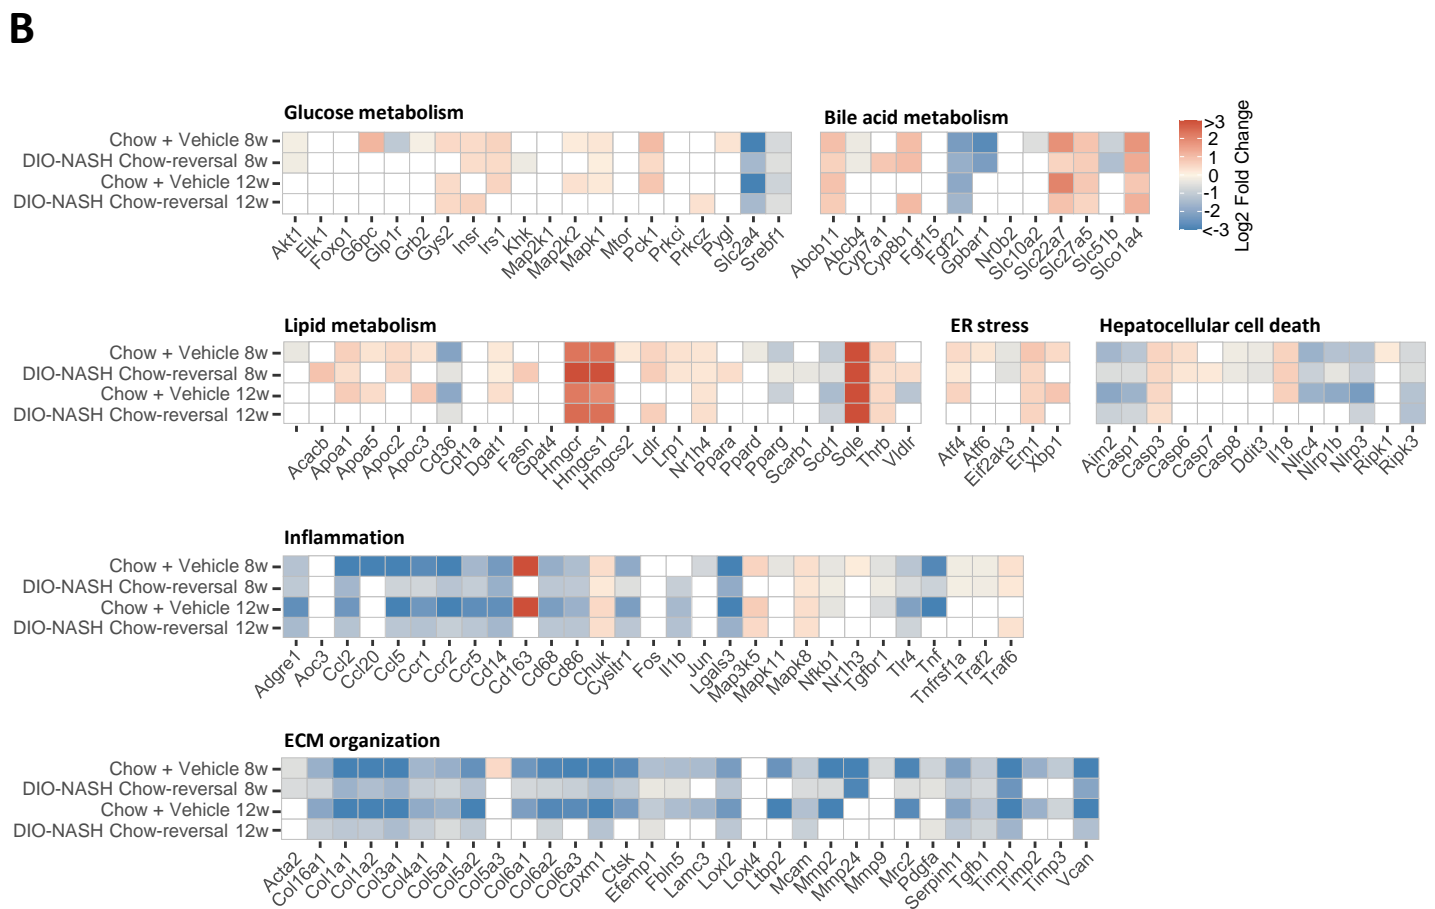 B
Glucose metabolism
Chow + Vehicle 8w
DIO-NASH Chow-reversal 8w
Chow + Vehicle 12w
DIO-NASH Chow-reversal 12w
Akt1 Elk1 Foxo1 G6pc Glp1r Grb2 Gys2 Insr Irs1 Khk Map2k1 Map2k2 Mapk1 Mtor Pck1 Prkci Prkcz Pygl Slc2a4 Srebf1
Bile acid metabolism
Abcb11 Abcb4 Cyp7a1 Cyp8b1 Fgf15 Fgf21 Gpbar1 Nr0b2 Slc10a2 Slc22a7 Slc27a5 Slc51b Slco1a4
>3
2
1
0
-1
-2
<-3
Log2 Fold Change
Lipid metabolism
Chow + Vehicle 8w
DIO-NASH Chow-reversal 8w
Chow + Vehicle 12w
DIO-NASH Chow-reversal 12w
Acacb Apoa1 Apoa5 Apoc2 Apoc3 Cd36 Cpt1a Dgat1 Fasn Gpat4 Hmgcr Hmgcs1 Hmgcs2 Ldlr Lrp1 Nr1h4 Ppara Ppard Pparg Scarb1 Scd1 Sqle Thrb Vldlr
ER stress
Atf4 Atf6 Eif2ak3 Ern1 Xbp1
Hepatocellular cell death
Aim2 Casp1 Casp3 Casp6 Casp7 Casp8 Ddit3 Il18 Nlrc4 Nlrp1b Nlrp3 Ripk1 Ripk3
Inflammation
Chow + Vehicle 8w
DIO-NASH Chow-reversal 8w
Chow + Vehicle 12w
DIO-NASH Chow-reversal 12w
Adgre1 Aoc3 Ccl2 Ccl20 Ccl5 Ccr1 Ccr2 Ccr5 Cd14 Cd163 Cd68 Cd86 Chuk Cysltr1 Fos Il1b Jun Lgals3 Map3k5 Mapk11 Mapk8 Nfkb1 Nr1h3 Tgfbr1 Tlr4 Tnf Tnfrsf1a Traf2 Traf6
ECM organization
Chow + Vehicle 8w
DIO-NASH Chow-reversal 8w
Chow + Vehicle 12w
DIO-NASH Chow-reversal 12w
Acta2 Col16a1 Col1a1 Col1a2 Col3a1 Col4a1 Col5a1 Col5a2 Col5a3 Col6a1 Col6a2 Col6a3 Cpxm1 Ctsk Efemp1 Fbln5 Lamc3 Loxl2 Loxl4 Ltbp2 Mcam Mmp2 Mmp24 Mmp9 Mrc2 Pdgfa Serpinh1 Tgfb1 Timp1 Timp2 Timp3 Vcan